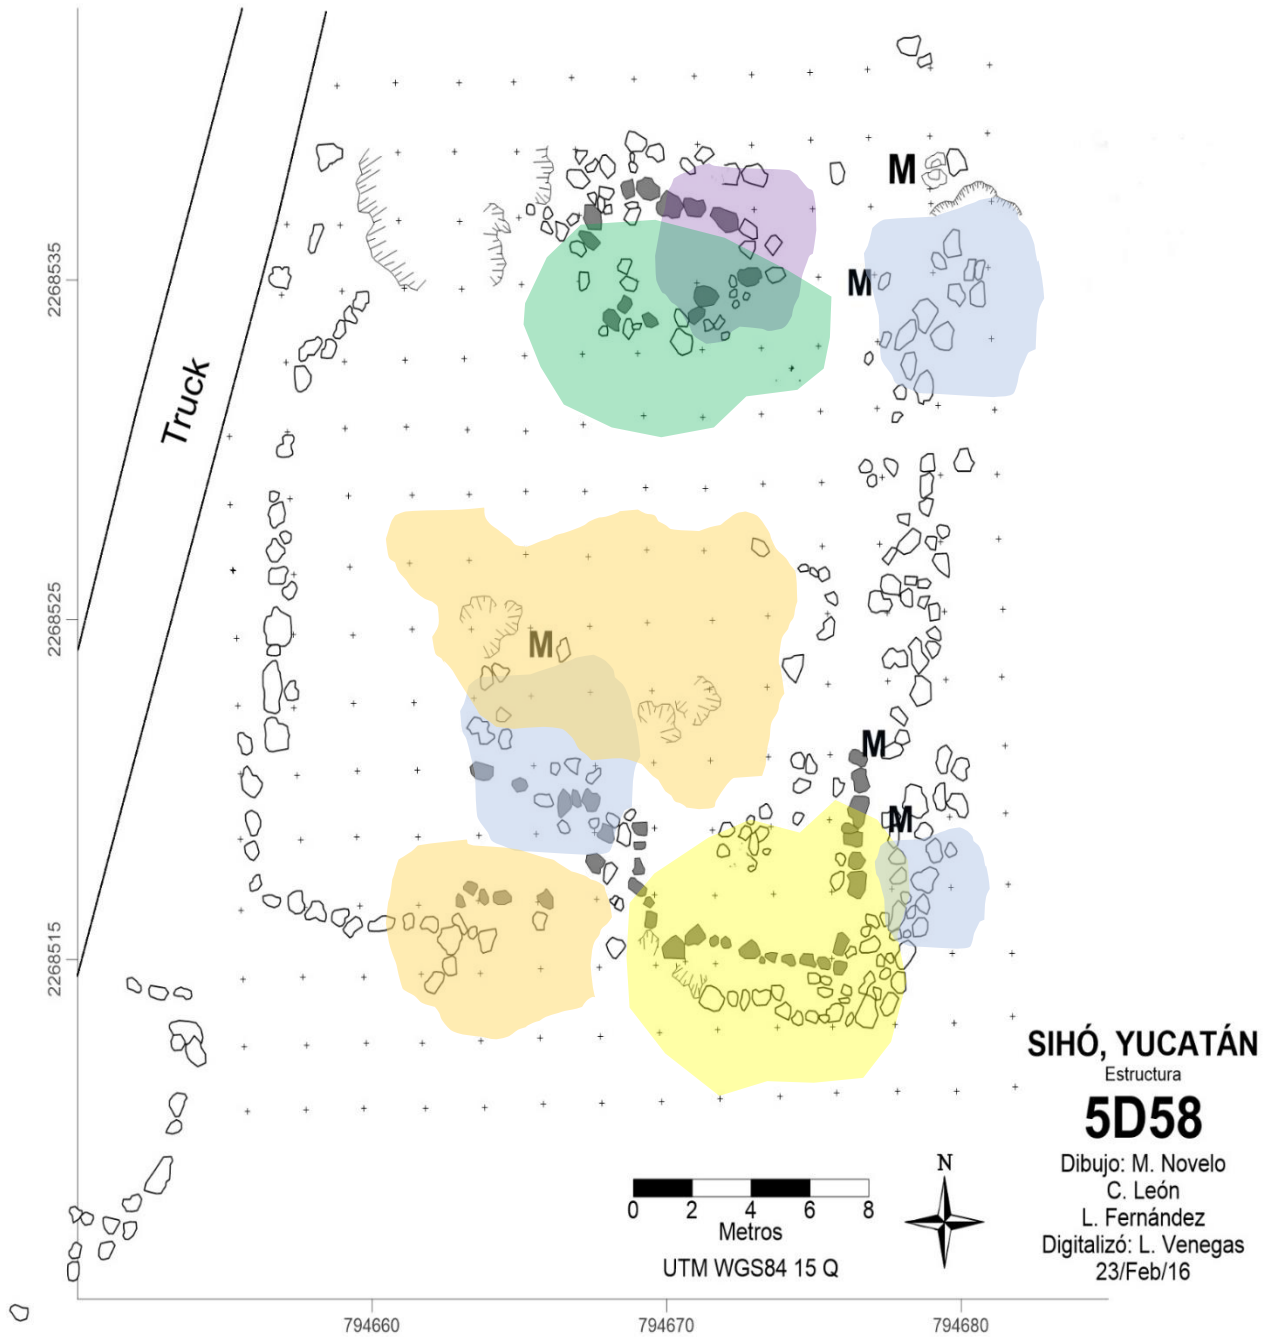 M
2268535
M
Truck
2268525
M
M
M
2268515
SIHÓ, YUCATÁN
Estructura
5D58
N
Dibujo: M. Novelo
C. León
L. Fernández
Digitalizó: L. Venegas
23/Feb/16
0 2 4 6 8
Metros
UTM WGS84 15 Q
794660 794670 794680